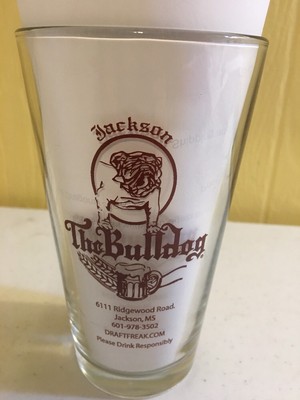 Jackson
The Bulldog
6111 Ridgewood Road.
Jackson, MS
601-978-3502
DRAFTFREAK.COM
Please Drink Responsibly